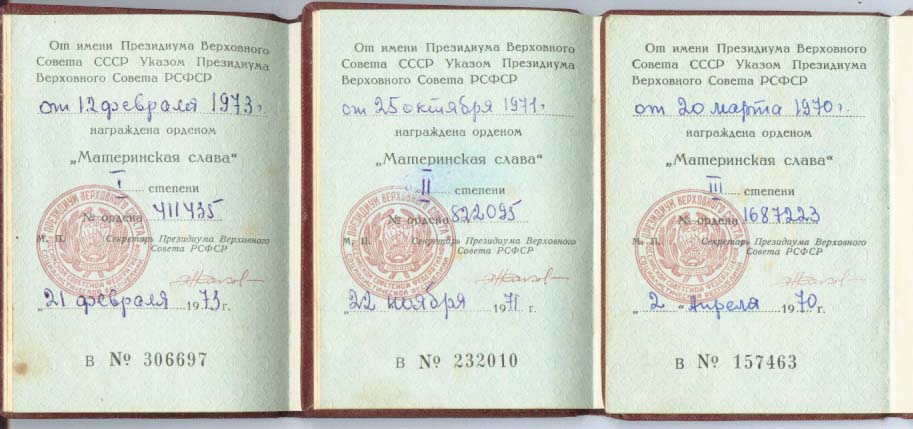 От имени Президиума Верховного
Совета СССР Указом Президиума
Верховного Совета РСФСР
от 12 февраля 1973 г.
награждена орденом
„Материнская слава“
I степени
№ ордена 411435
М. П. Секретарь Президиума Верховного
Совета РСФСР
„21 февраля 1973 г.
В № 306697
От имени Президиума Верховного
Совета СССР Указом Президиума
Верховного Совета РСФСР
от 25 октября 1971 г.
награждена орденом
„Материнская слава“
II степени
№ ордена 822095
М. П. Секретарь Президиума Верховного
Совета РСФСР
„22 ноября 1971 г.
В № 232010
От имени Президиума Верховного
Совета СССР Указом Президиума
Верховного Совета РСФСР
от 20 марта 1970 г.
награждена орденом
„Материнская слава“
III степени
№ ордена 1687223
М. П. Секретарь Президиума Верховного
Совета РСФСР
„2“ Апреля 1970 г.
В № 157463